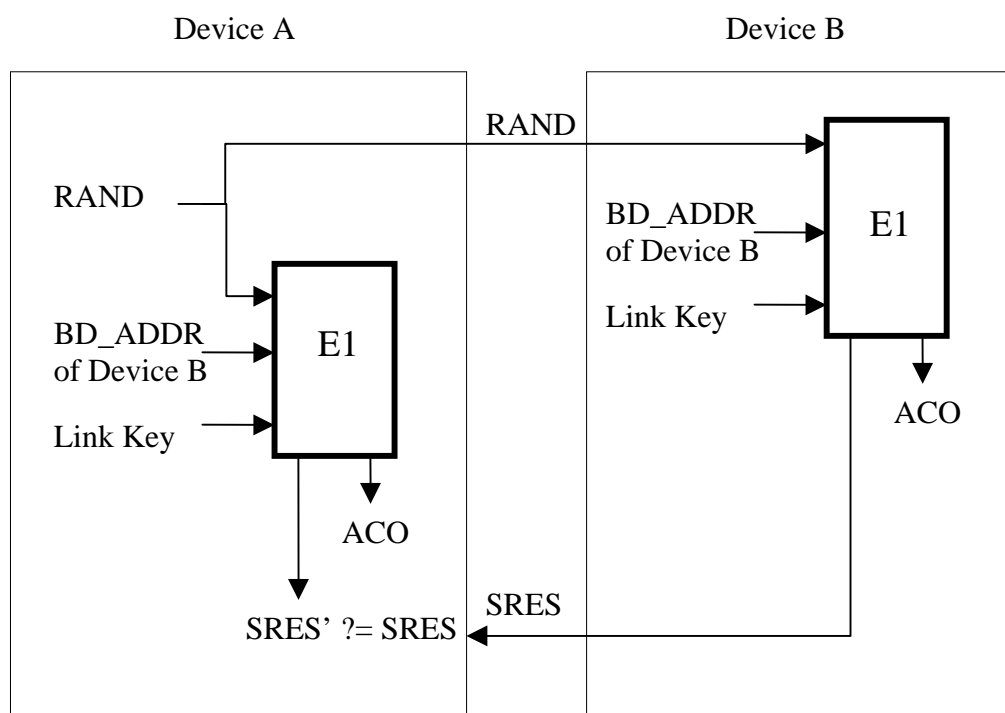 Device A
Device B
RAND
RAND
BD_ADDR
of Device B
E1
Link Key
BD_ADDR
of Device B
E1
Link Key
ACO
ACO
SRES
SRES’ ?= SRES